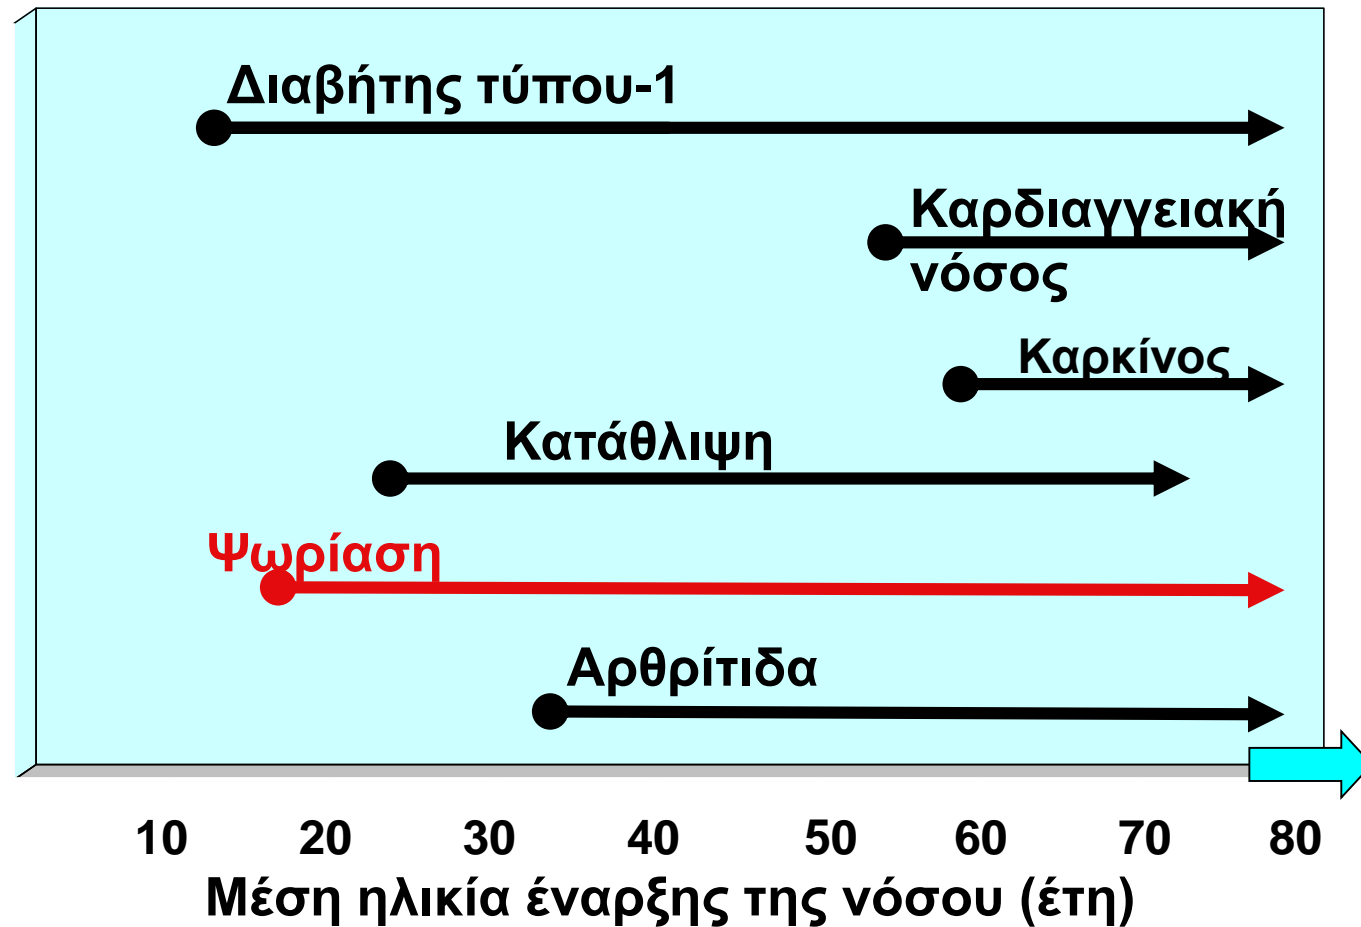 Διαβήτης τύπου-1
Καρδιαγγειακή
νόσος
Καρκίνος
Κατάθλιψη
Ψωρίαση
Αρθρίτιδα
10 20 30 40 50 60 70 80
Μέση ηλικία έναρξης της νόσου (έτη)